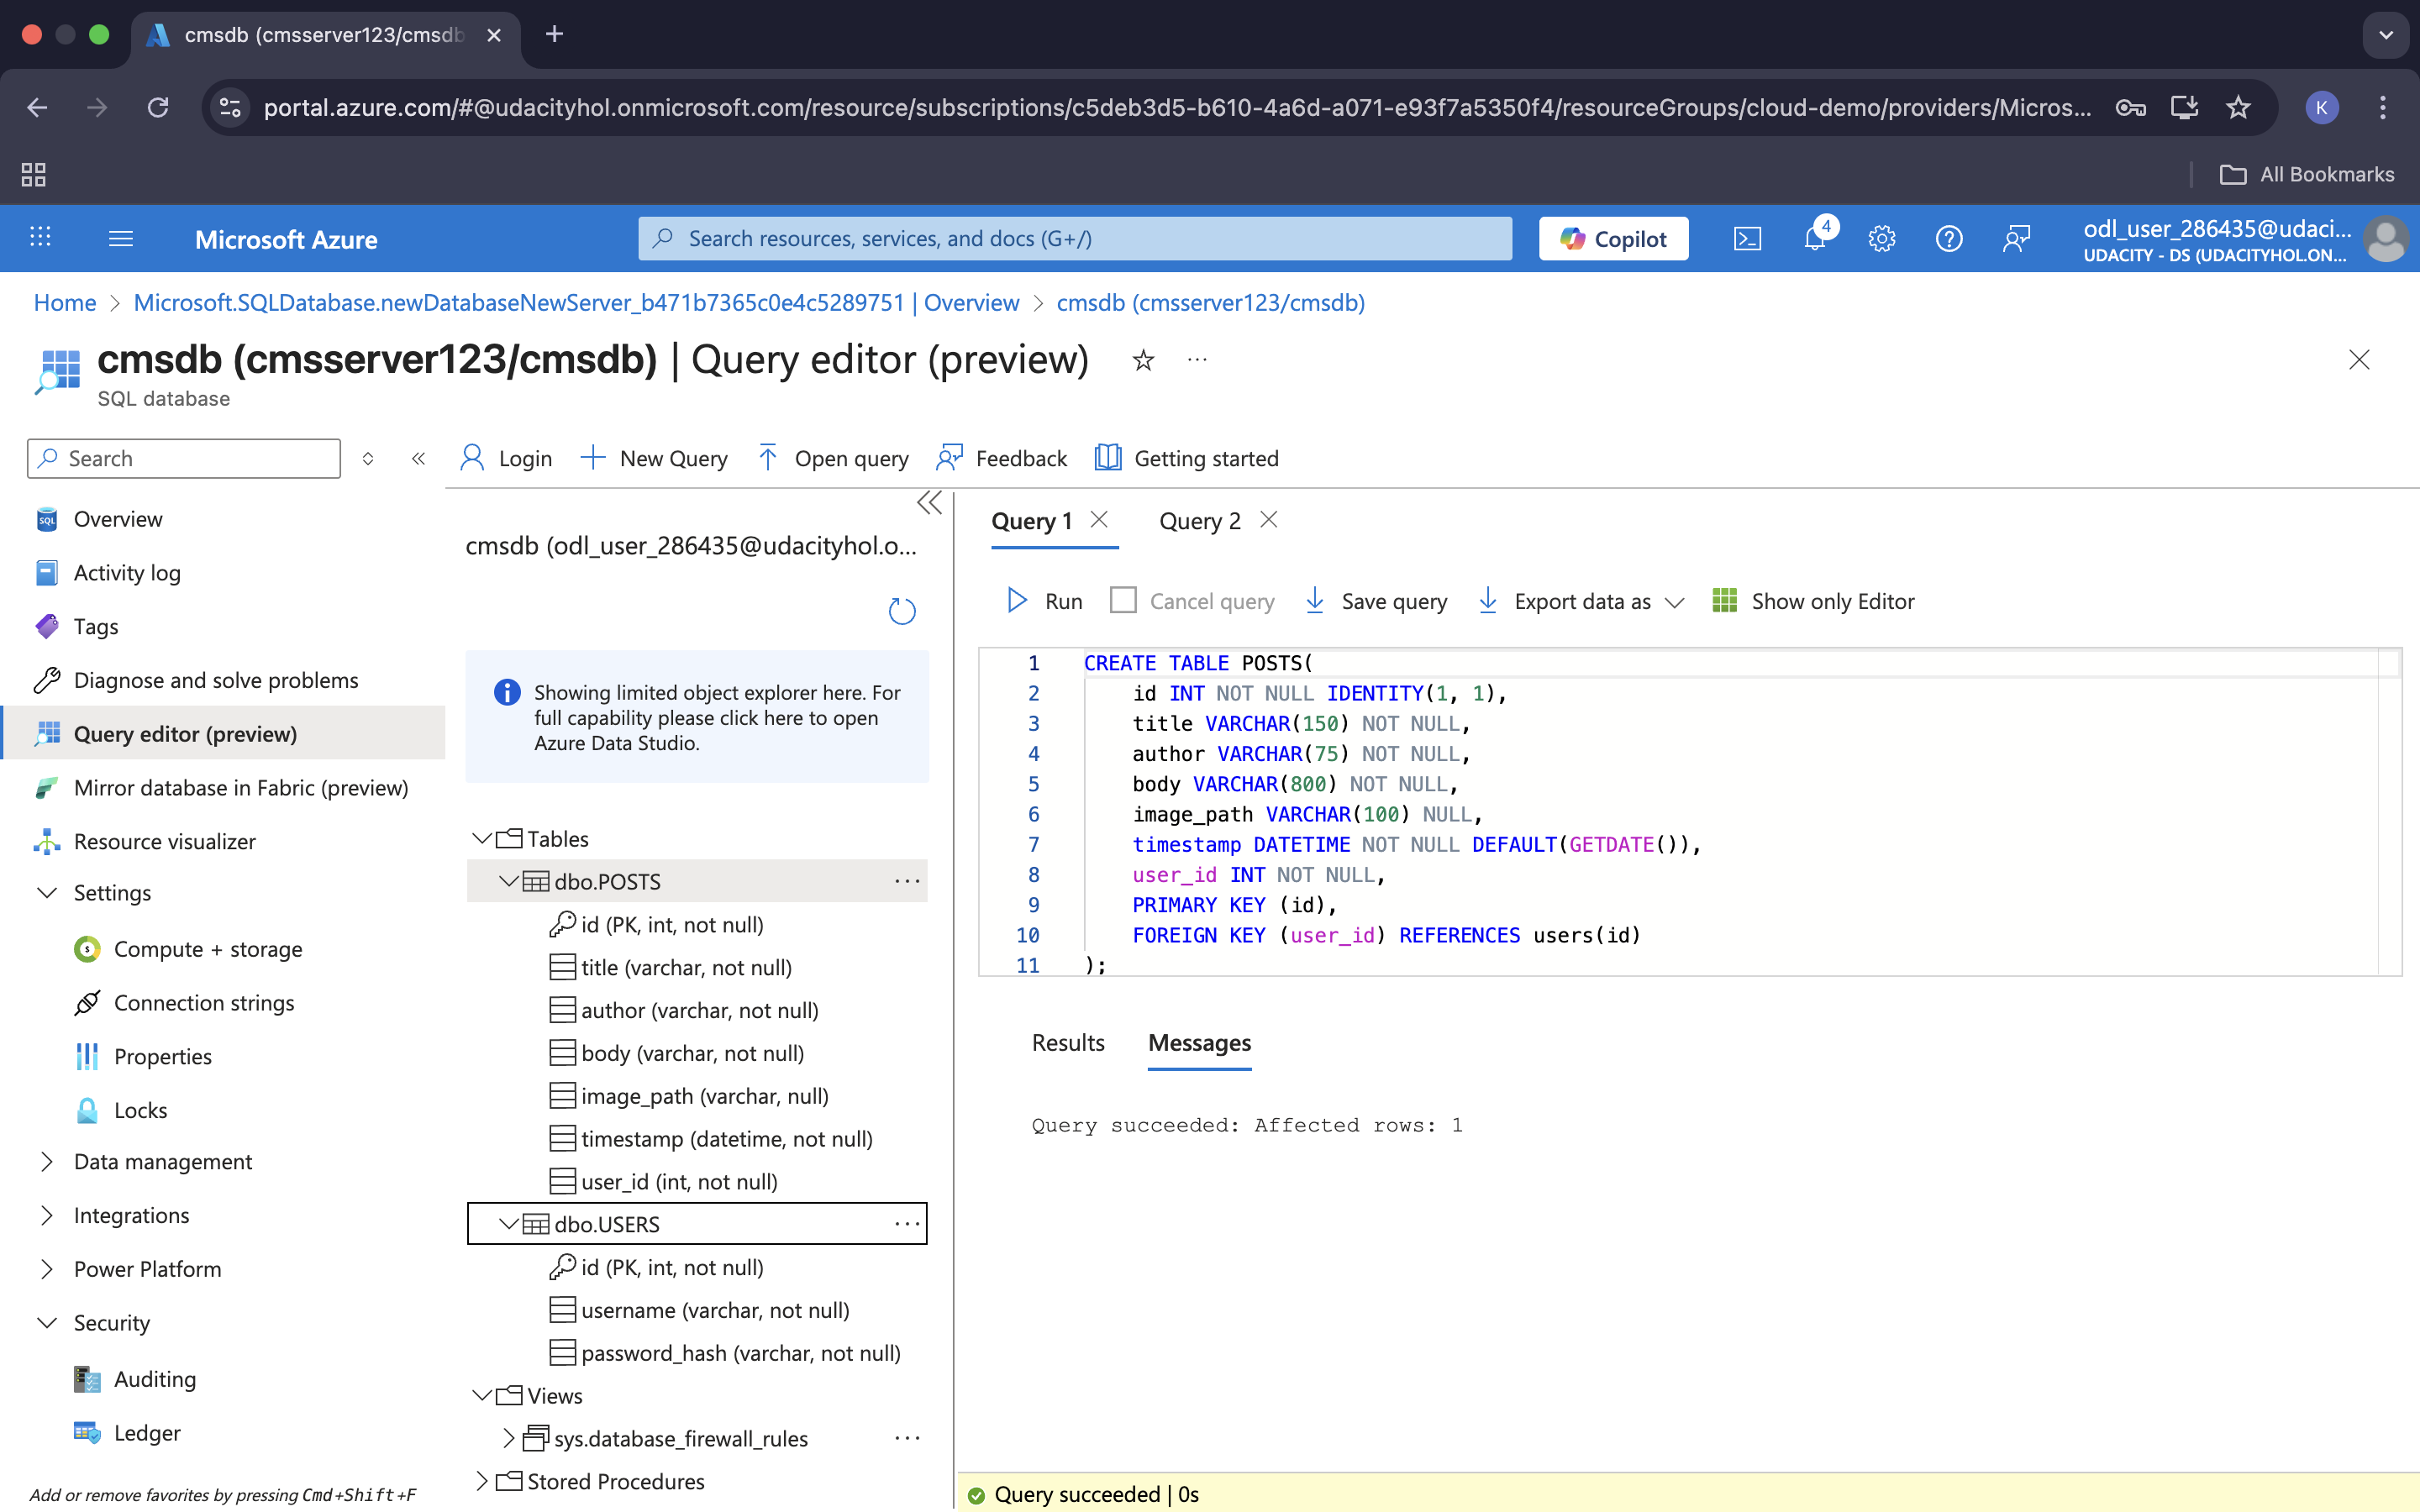 cmsdb (cmsserver123/cmsdb
portal.azure.com/#@udacityhol.onmicrosoft.com/resource/subscriptions/c5deb3d5-b610-4a6d-a071-e93f7a5350f4/resourceGroups/cloud-demo/providers/Micros...
K
All Bookmarks
Microsoft Azure
Search resources, services, and docs (G+/)
Copilot
4
odl_user_286435@udaci...
UDACITY - DS (UDACITYHOL.ON...
Home > Microsoft.SQLDatabase.newDatabaseNewServer_b471b7365c0e4c5289751 | Overview > cmsdb (cmsserver123/cmsdb)
cmsdb (cmsserver123/cmsdb) | Query editor (preview)
SQL database
Search
Overview
Activity log
Tags
Diagnose and solve problems
Query editor (preview)
Mirror database in Fabric (preview)
Resource visualizer
Settings
Compute + storage
Connection strings
Properties
Locks
Data management
Integrations
Power Platform
Security
Auditing
Ledger
Add or remove favorites by pressing Cmd+Shift+F
Login
New Query
Open query
Feedback
Getting started
cmsdb (odl_user_286435@udacityhol.o...
Showing limited object explorer here. For
full capability please click here to open
Azure Data Studio.
Tables
dbo.POSTS
id (PK, int, not null)
title (varchar, not null)
author (varchar, not null)
body (varchar, not null)
image_path (varchar, null)
timestamp (datetime, not null)
user_id (int, not null)
dbo.USERS
id (PK, int, not null)
username (varchar, not null)
password_hash (varchar, not null)
Views
sys.database_firewall_rules
Stored Procedures
Query 1
Query 2
Run
Cancel query
Save query
Export data as
Show only Editor
1 CREATE TABLE POSTS(
2 id INT NOT NULL IDENTITY(1, 1),
3 title VARCHAR(150) NOT NULL,
4 author VARCHAR(75) NOT NULL,
5 body VARCHAR(800) NOT NULL,
6 image_path VARCHAR(100) NULL,
7 timestamp DATETIME NOT NULL DEFAULT(GETDATE()),
8 user_id INT NOT NULL,
9 PRIMARY KEY (id),
10 FOREIGN KEY (user_id) REFERENCES users(id)
11 );
Results
Messages
Query succeeded: Affected rows: 1
Query succeeded | 0s